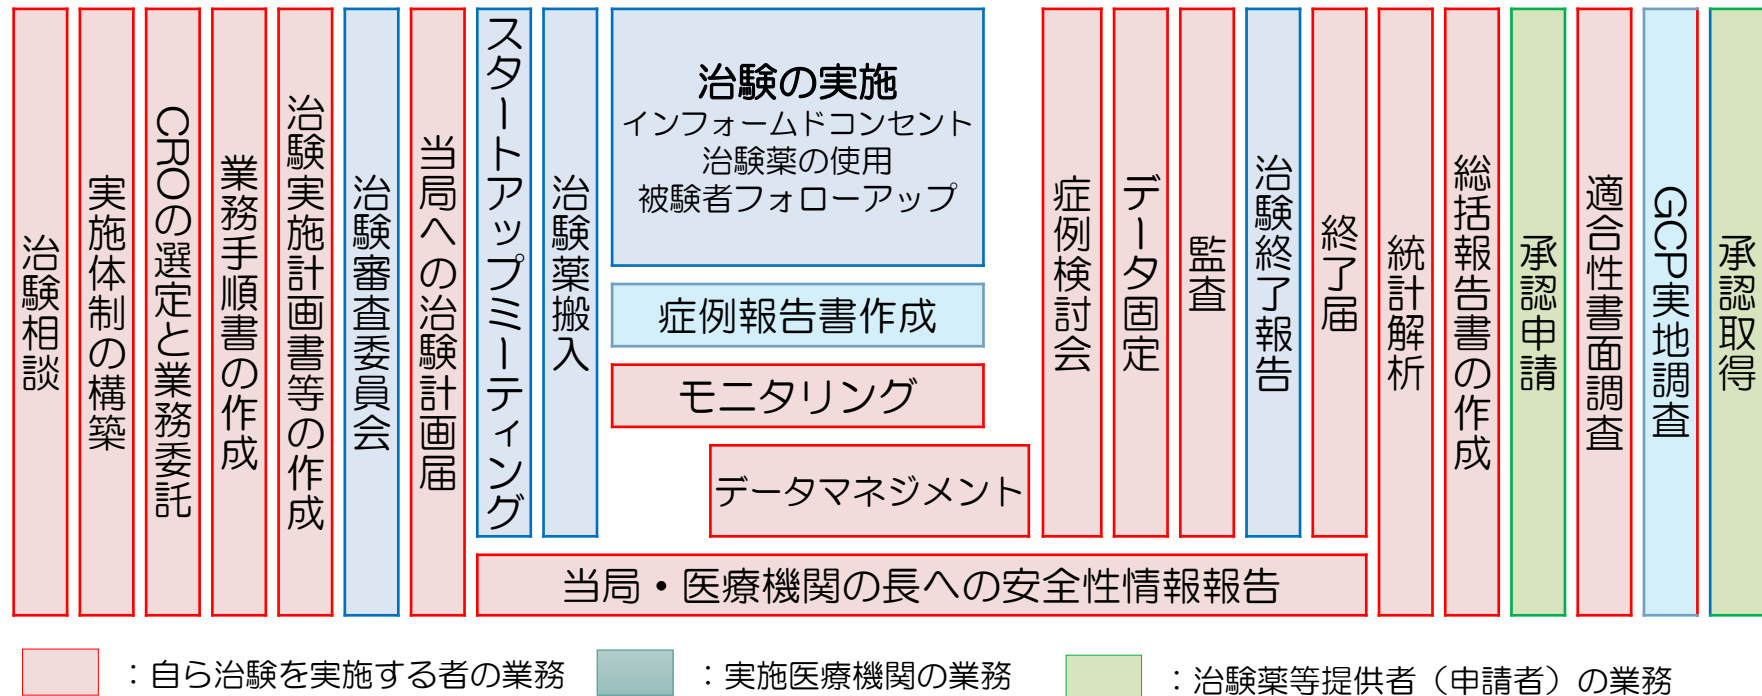 治験相談
実施体制の構築
CROの選定と業務委託
業務手順書の作成
治験実施計画書等の作成
治験審査委員会
当局への治験計画届
スタートアップミーティング
治験薬搬入
治験の実施
インフォームドコンセント
治験薬の使用
被験者フォローアップ
症例報告書作成
モニタリング
データマネジメント
当局・医療機関の長への安全性情報報告
症例検討会
データ固定
監査
治験終了報告
終了届
統計解析
総括報告書の作成
承認申請
適合性書面調査
GCP実地調査
承認取得
：自ら治験を実施する者の業務
：実施医療機関の業務
：治験薬等提供者（申請者）の業務